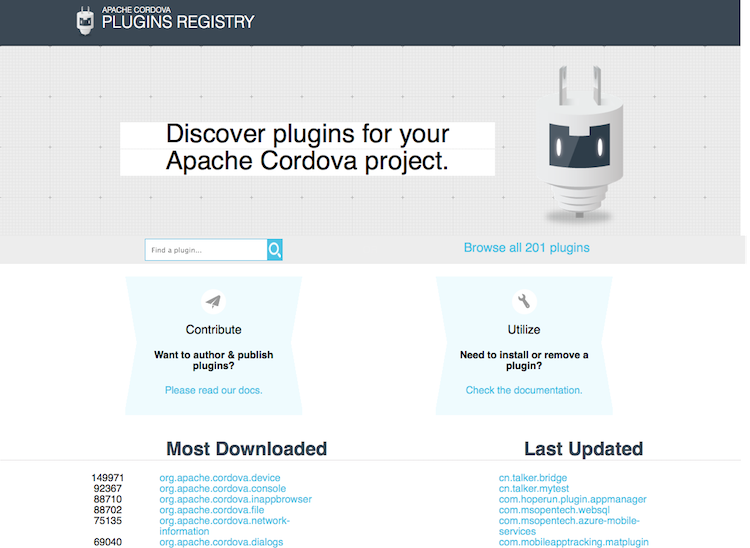 APACHE CORDOVA
PLUGINS REGISTRY
Discover plugins for your
Apache Cordova project.
Find a plugin...
Browse all 201 plugins
Contribute
Want to author & publish
plugins?
Please read our docs.
Utilize
Need to install or remove a
plugin?
Check the documentation.
Most Downloaded
149971 org.apache.cordova.device
92367 org.apache.cordova.console
88710 org.apache.cordova.inappbrowser
88702 org.apache.cordova.file
75135 org.apache.cordova.network-
information
69040 org.apache.cordova.dialogs
Last Updated
cn.talker.bridge
cn.talker.mytest
com.hoperun.plugin.appmanager
com.msopentech.websql
com.msopentech.azure-mobile-
services
com.mobileapptracking.matplugin